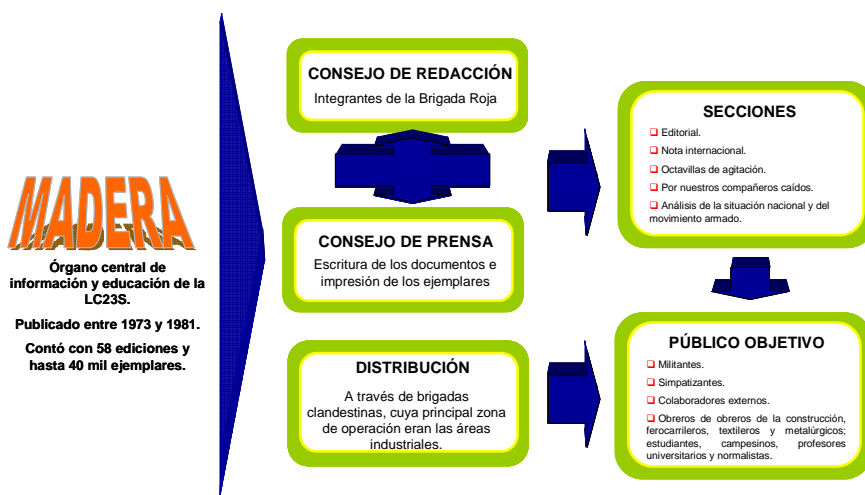 MADERA
Órgano central de
información y educación de la
LC23S.
Publicado entre 1973 y 1981.
Contó con 58 ediciones y
hasta 40 mil ejemplares.
CONSEJO DE REDACCIÓN
Integrantes de la Brigada Roja
CONSEJO DE PRENSA
Escritura de los documentos e
impresión de los ejemplares
DISTRIBUCIÓN
A través de brigadas
clandestinas, cuya principal zona
de operación eran las áreas
industriales.
SECCIONES
Editorial.
Nota internacional.
Octavillas de agitación.
Por nuestros compañeros caídos.
Análisis de la situación nacional y del
movimiento armado.
PÚBLICO OBJETIVO
Militantes.
Simpatizantes.
Colaboradores externos.
Obreros de obreros de la construcción,
ferocarrileros, textileros y metalúrgicos;
estudiantes, campesinos, profesores
universitarios y normalistas.